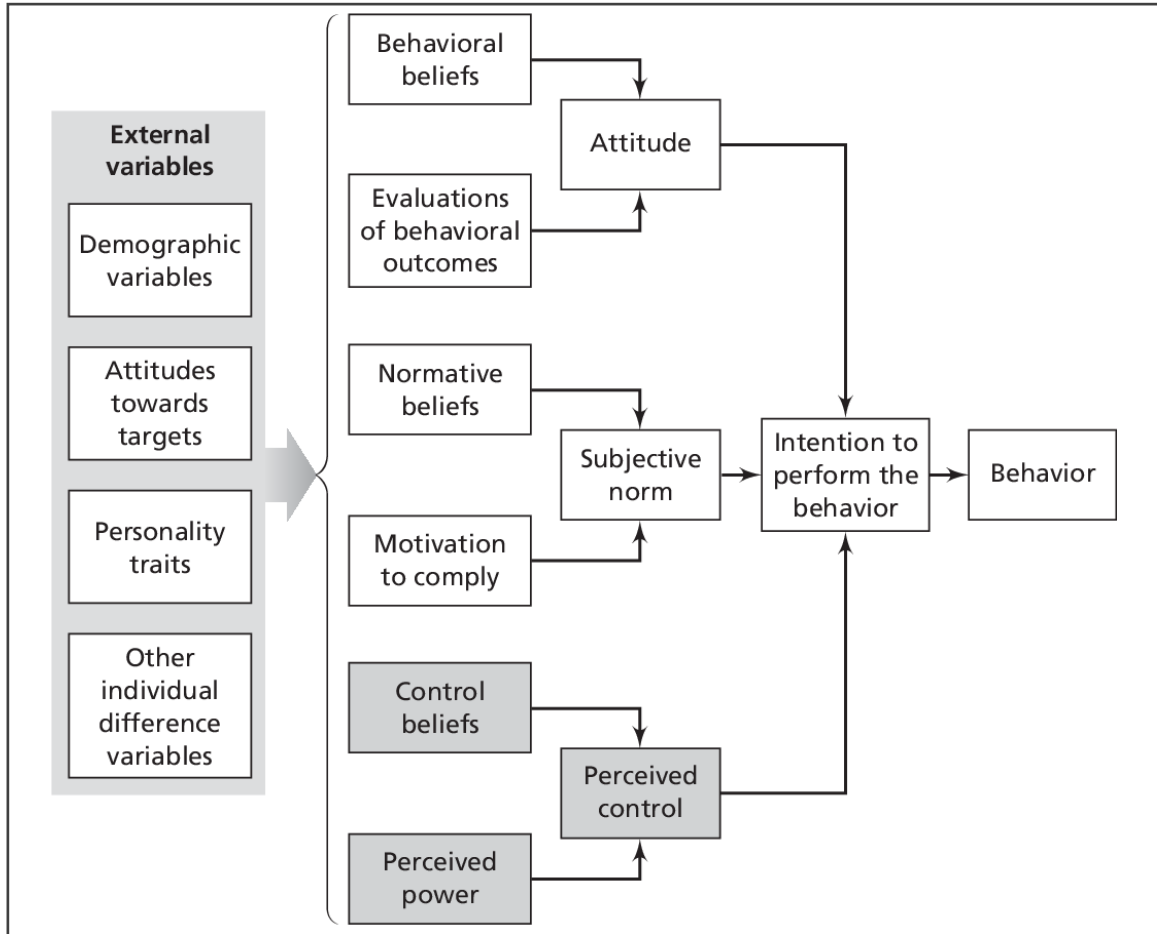 External
variables
Demographic
variables
Attitudes
towards
targets
Personality
traits
Other
individual
difference
variables
Behavioral
beliefs
Evaluations
of behavioral
outcomes
Normative
beliefs
Motivation
to comply
Control
beliefs
Perceived
power
Attitude
Subjective
norm
Perceived
control
Intention to
perform the
behavior
Behavior